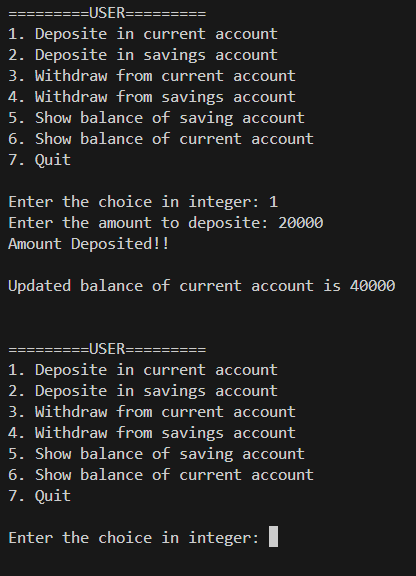 =========USER=========
1. Deposite in current account
2. Deposite in savings account
3. Withdraw from current account
4. Withdraw from savings account
5. Show balance of saving account
6. Show balance of current account
7. Quit
Enter the choice in integer: 1
Enter the amount to deposite: 20000
Amount Deposited!!
Updated balance of current account is 40000
=========USER=========
1. Deposite in current account
2. Deposite in savings account
3. Withdraw from current account
4. Withdraw from savings account
5. Show balance of saving account
6. Show balance of current account
7. Quit
Enter the choice in integer: